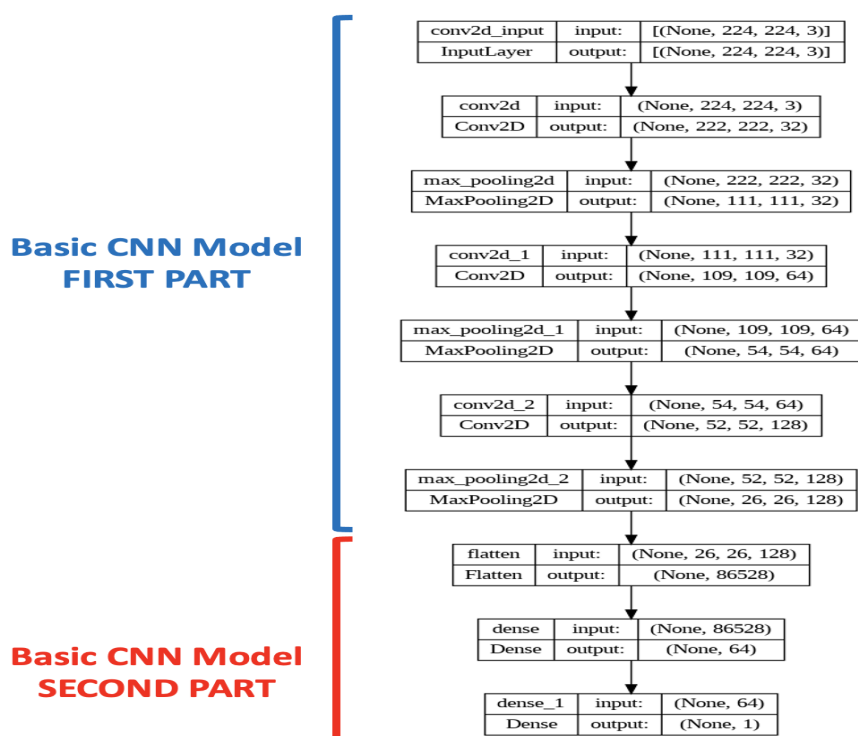 conv2d_input input: [(None, 224, 224, 3)]
InputLayer output: [(None, 224, 224, 3)]
conv2d input: (None, 224, 224, 3)
Conv2D output: (None, 222, 222, 32)
max_pooling2d input: (None, 222, 222, 32)
MaxPooling2D output: (None, 111, 111, 32)
Basic CNN Model
FIRST PART
conv2d_1 input: (None, 111, 111, 32)
Conv2D output: (None, 109, 109, 64)
max_pooling2d_1 input: (None, 109, 109, 64)
MaxPooling2D output: (None, 54, 54, 64)
conv2d_2 input: (None, 54, 54, 64)
Conv2D output: (None, 52, 52, 128)
max_pooling2d_2 input: (None, 52, 52, 128)
MaxPooling2D output: (None, 26, 26, 128)
flatten input: (None, 26, 26, 128)
Flatten output: (None, 86528)
dense input: (None, 86528)
Dense output: (None, 64)
Basic CNN Model
SECOND PART
dense_1 input: (None, 64)
Dense output: (None, 1)